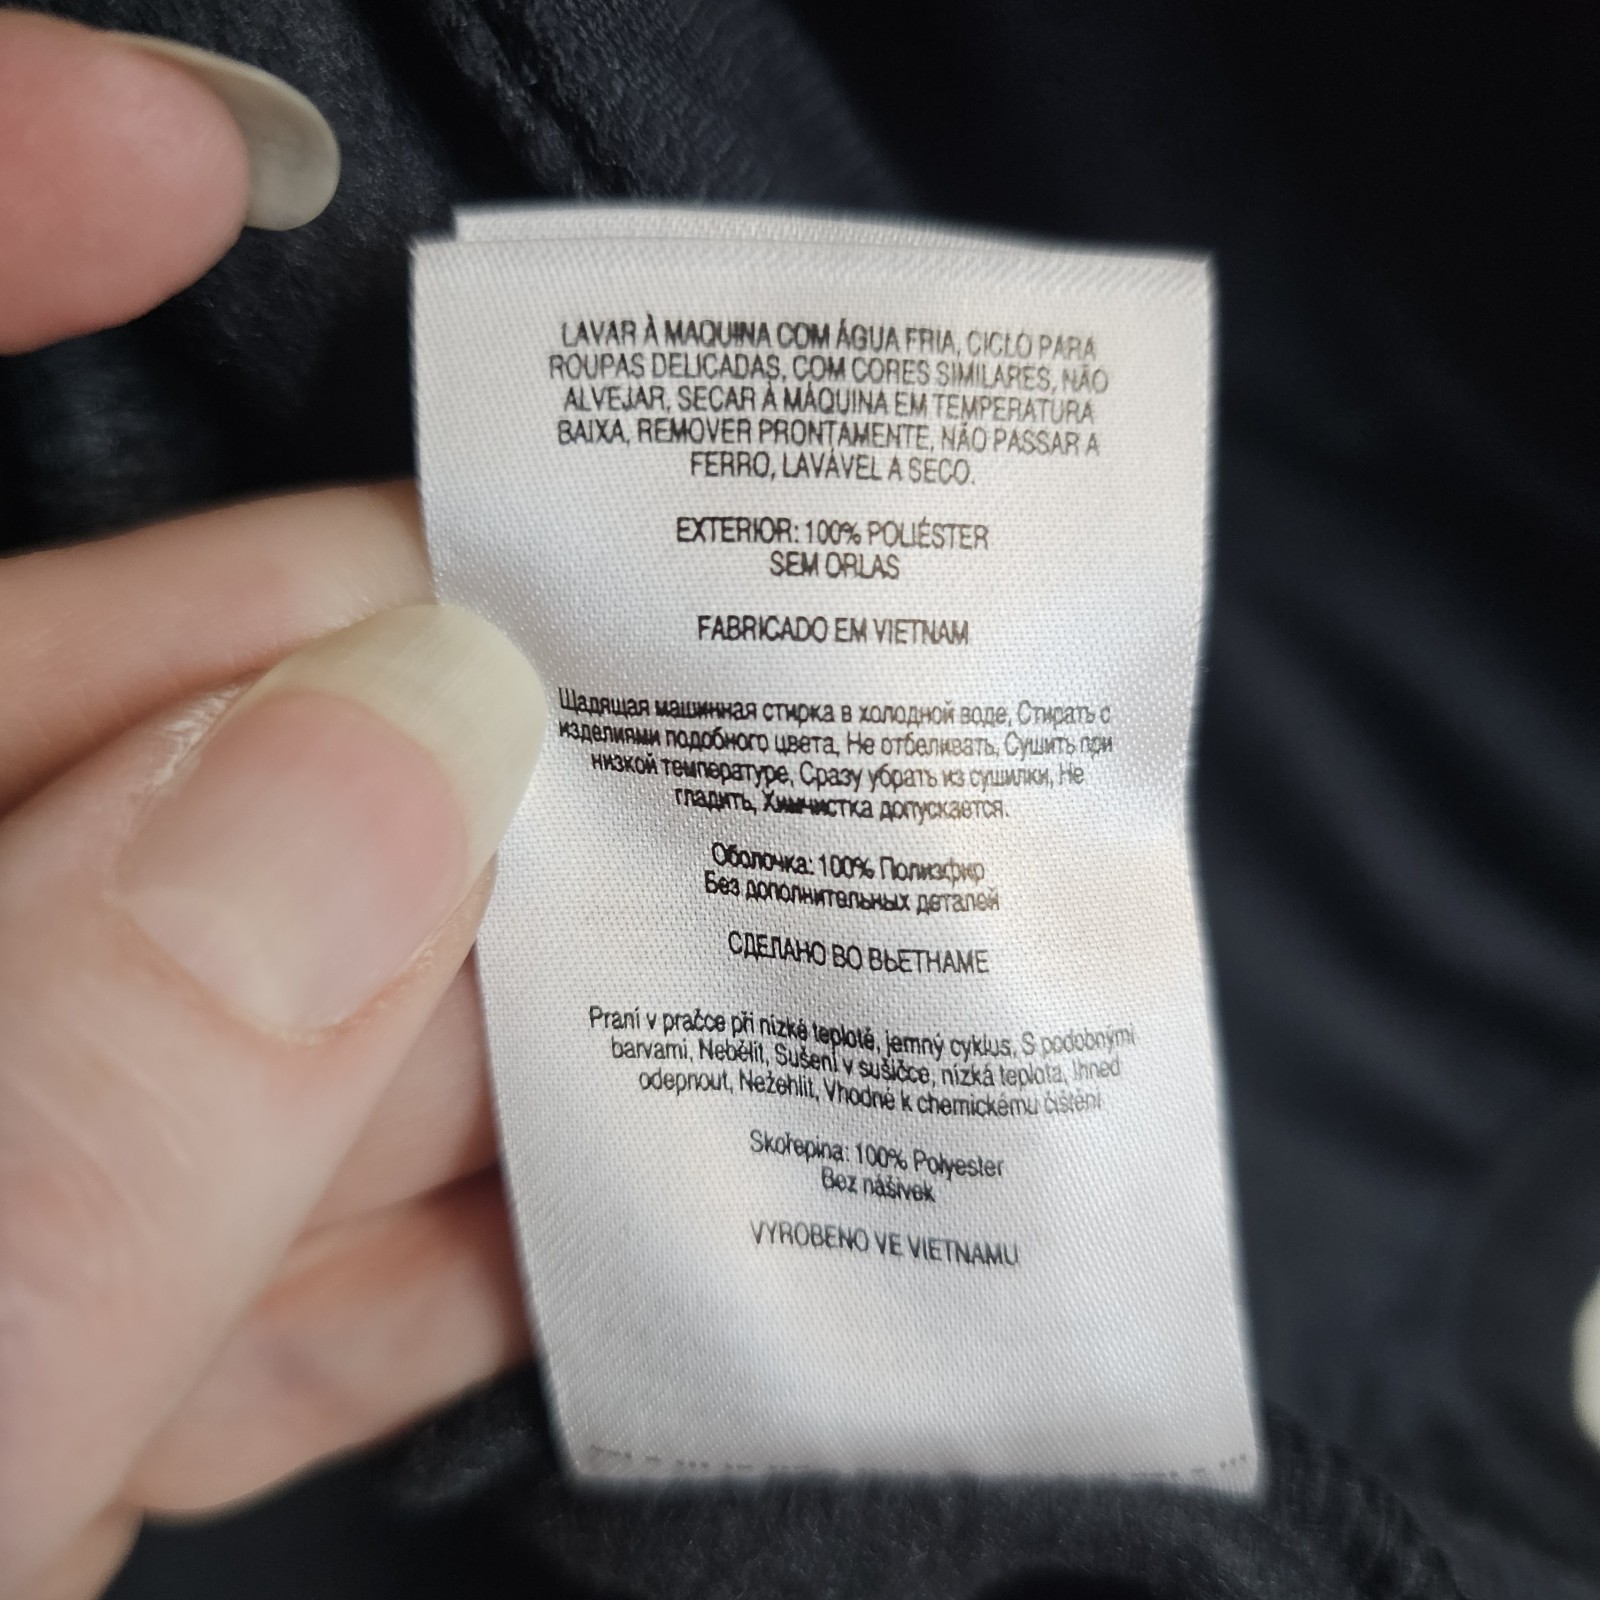 LAVAR À MAQUINA COM ÁGUA FRIA, CICLO PARA
ROUPAS DELICADAS, COM CORES SIMILARES, NÃO
ALVEJAR, SECAR À MÁQUINA EM TEMPERATURA
BAIXA, REMOVER PRONTAMENTE, NÃO PASSAR A
FERRO, LAVÁVEL A SECO.
EXTERIOR: 100% POLIÉSTER
SEM ORLAS
FABRICADO EM VIETNAM
Щадящая машинная стирка в холодной воде, Стирать с
изделиями подобного цвета, Не отбеливать, Сушить при
низкой температуре, Сразу убрать из сушилки, Не
гладить, Химчистка допускается.
Оболочка: 100% Полиэфир
Без дополнительных деталей
СДЕЛАНО ВО ВЬЕТНАМЕ
Praní v pračce při nízké teplotě, jemný cyklus, S podobnými
barvami, Nebělit, Sušení v sušičce, nízká teplota, Ihned
odepnout, Nežehlit, Vhodné k chemickému čištění
Skořepina: 100% Polyester
Bez nášivek
VYROBENO VE VIETNAMU